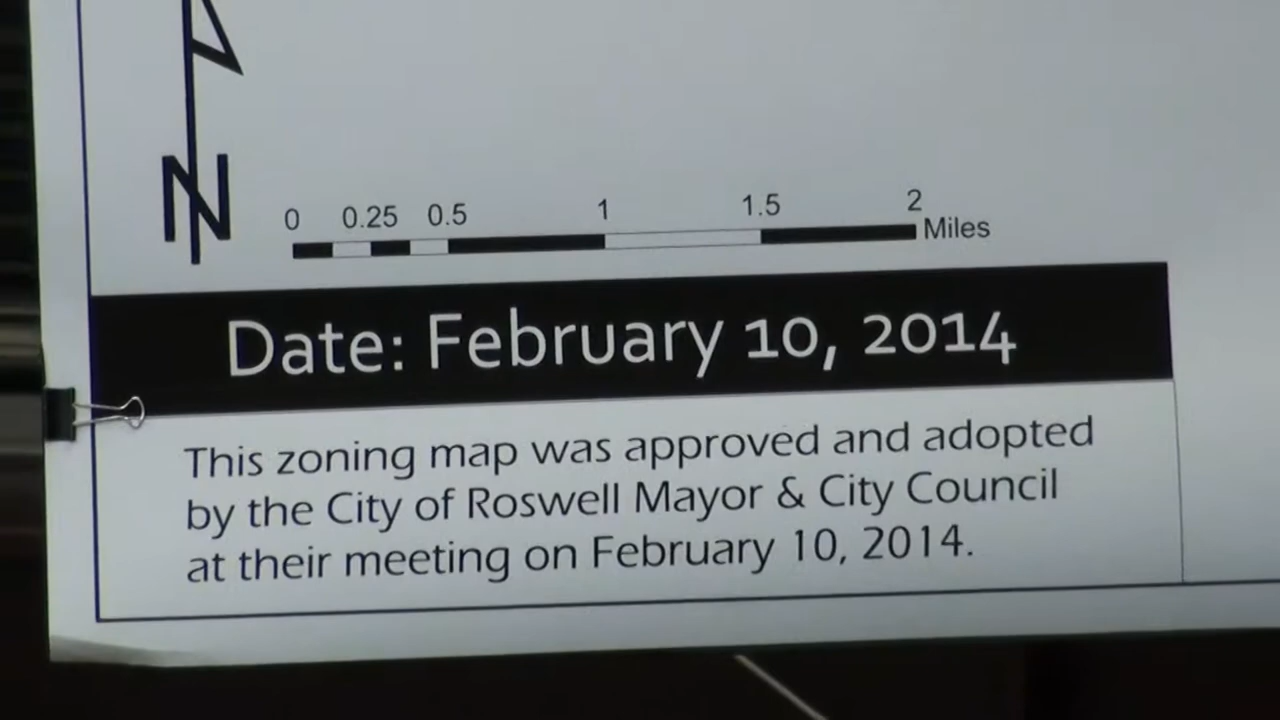 N
0 0.25 0.5 1 1.5 2
Miles
Date: February 10, 2014
This zoning map was approved and adopted
by the City of Roswell Mayor & City Council
at their meeting on February 10, 2014.